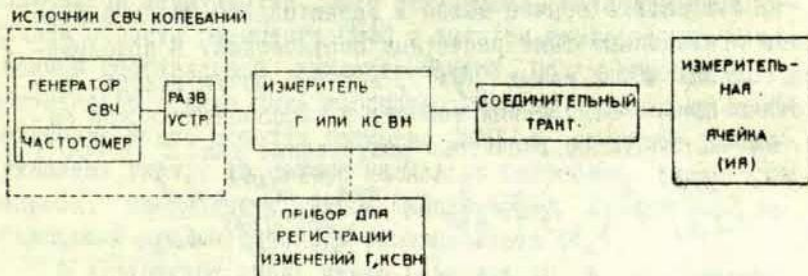 ИСТОЧНИК СВЧ КОЛЕБАНИЙ
ГЕНЕРАТОР
СВЧ
ЧАСТОТОМЕР
РАЗВ
УСТР
ИЗМЕРИТЕЛЬ
Г ИЛИ КСВН
СОЕДИНИТЕЛЬНЫЙ
ТРАКТ.
ИЗМЕРИТЕЛЬ-
НАЯ
ЯЧЕЙКА
(ИЯ)
ПРИБОР ДЛЯ
РЕГИСТРАЦИИ
ИЗМЕНЕНИЙ Г,КСВН